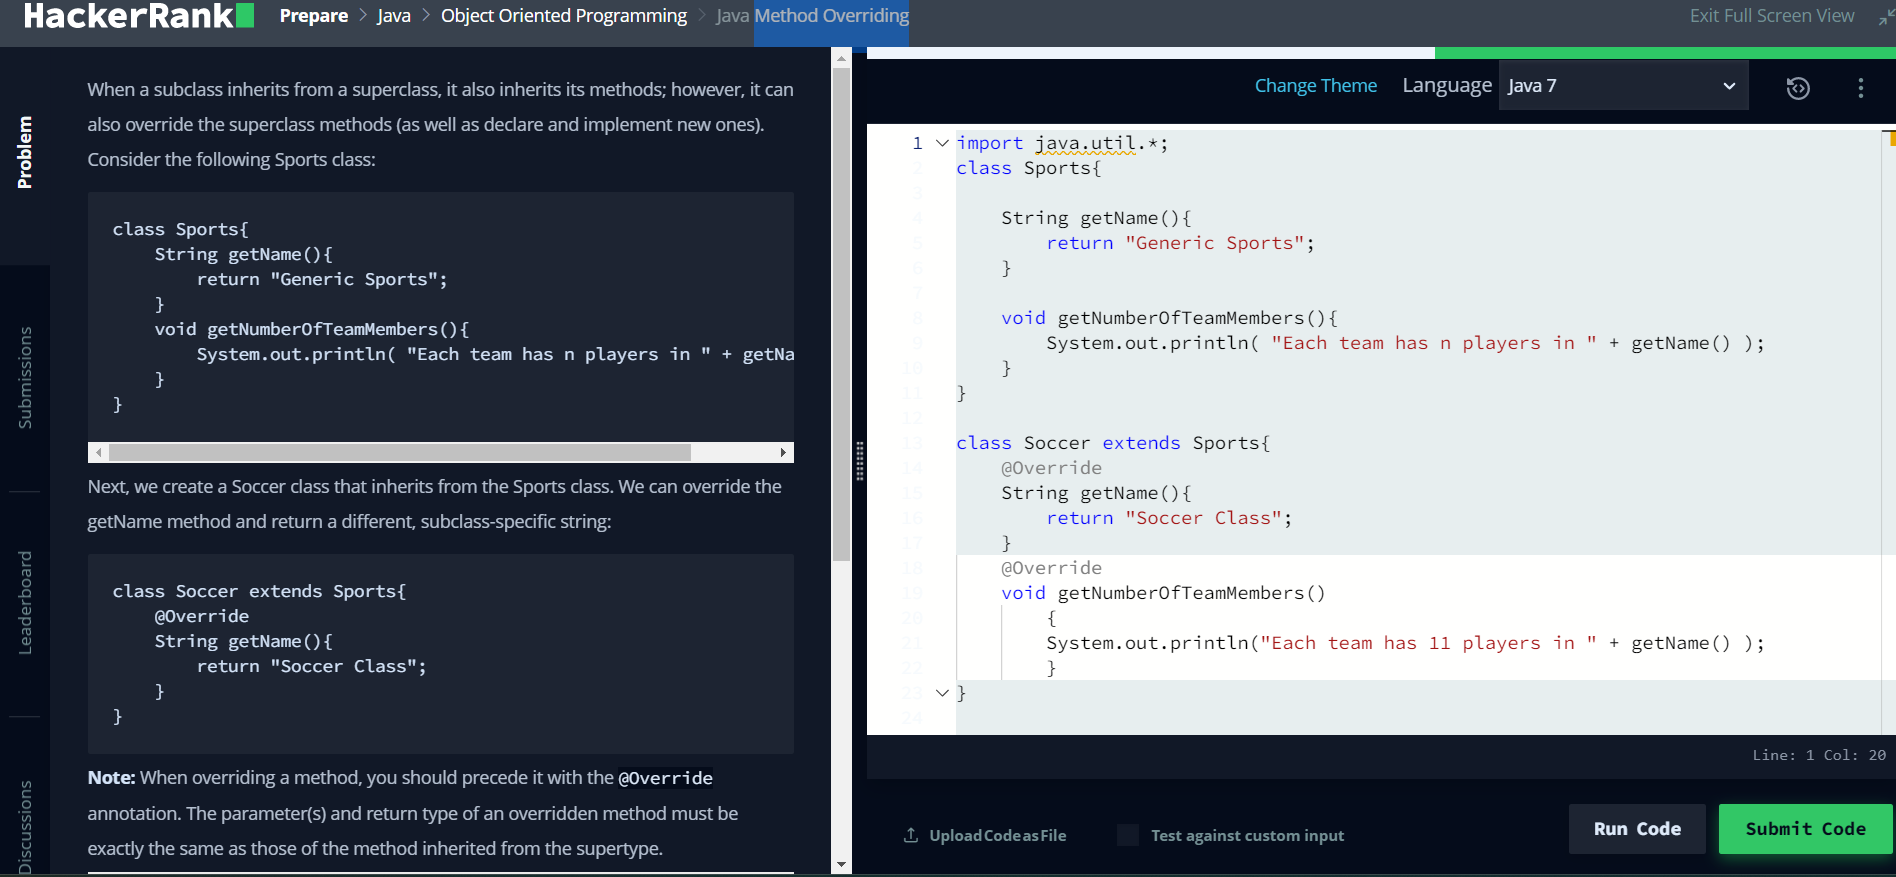 HackerRank
Prepare > Java > Object Oriented Programming > Java Method Overriding
Exit Full Screen View
Problem
Submissions
Leaderboard
Discussions
When a subclass inherits from a superclass, it also inherits its methods; however, it can
also override the superclass methods (as well as declare and implement new ones).
Consider the following Sports class:
class Sports{
    String getName(){
        return "Generic Sports";
    }
    void getNumberOfTeamMembers(){
        System.out.println( "Each team has n players in " + getNa
    }
}
Next, we create a Soccer class that inherits from the Sports class. We can override the
getName method and return a different, subclass-specific string:
class Soccer extends Sports{
    @Override
    String getName(){
        return "Soccer Class";
    }
}
Note: When overriding a method, you should precede it with the @Override
annotation. The parameter(s) and return type of an overridden method must be
exactly the same as those of the method inherited from the supertype.
Change Theme Language Java 7
1 import java.util.*;
2 class Sports{
3
4     String getName(){
5         return "Generic Sports";
6     }
7
8     void getNumberOfTeamMembers(){
9         System.out.println( "Each team has n players in " + getName() );
10     }
11 }
12
13 class Soccer extends Sports{
14     @Override
15     String getName(){
16         return "Soccer Class";
17     }
18     @Override
19     void getNumberOfTeamMembers()
20         {
21         System.out.println("Each team has 11 players in " + getName() );
22         }
23 }
24
Line: 1 Col: 20
Upload Code as File
Test against custom input
Run Code
Submit Code